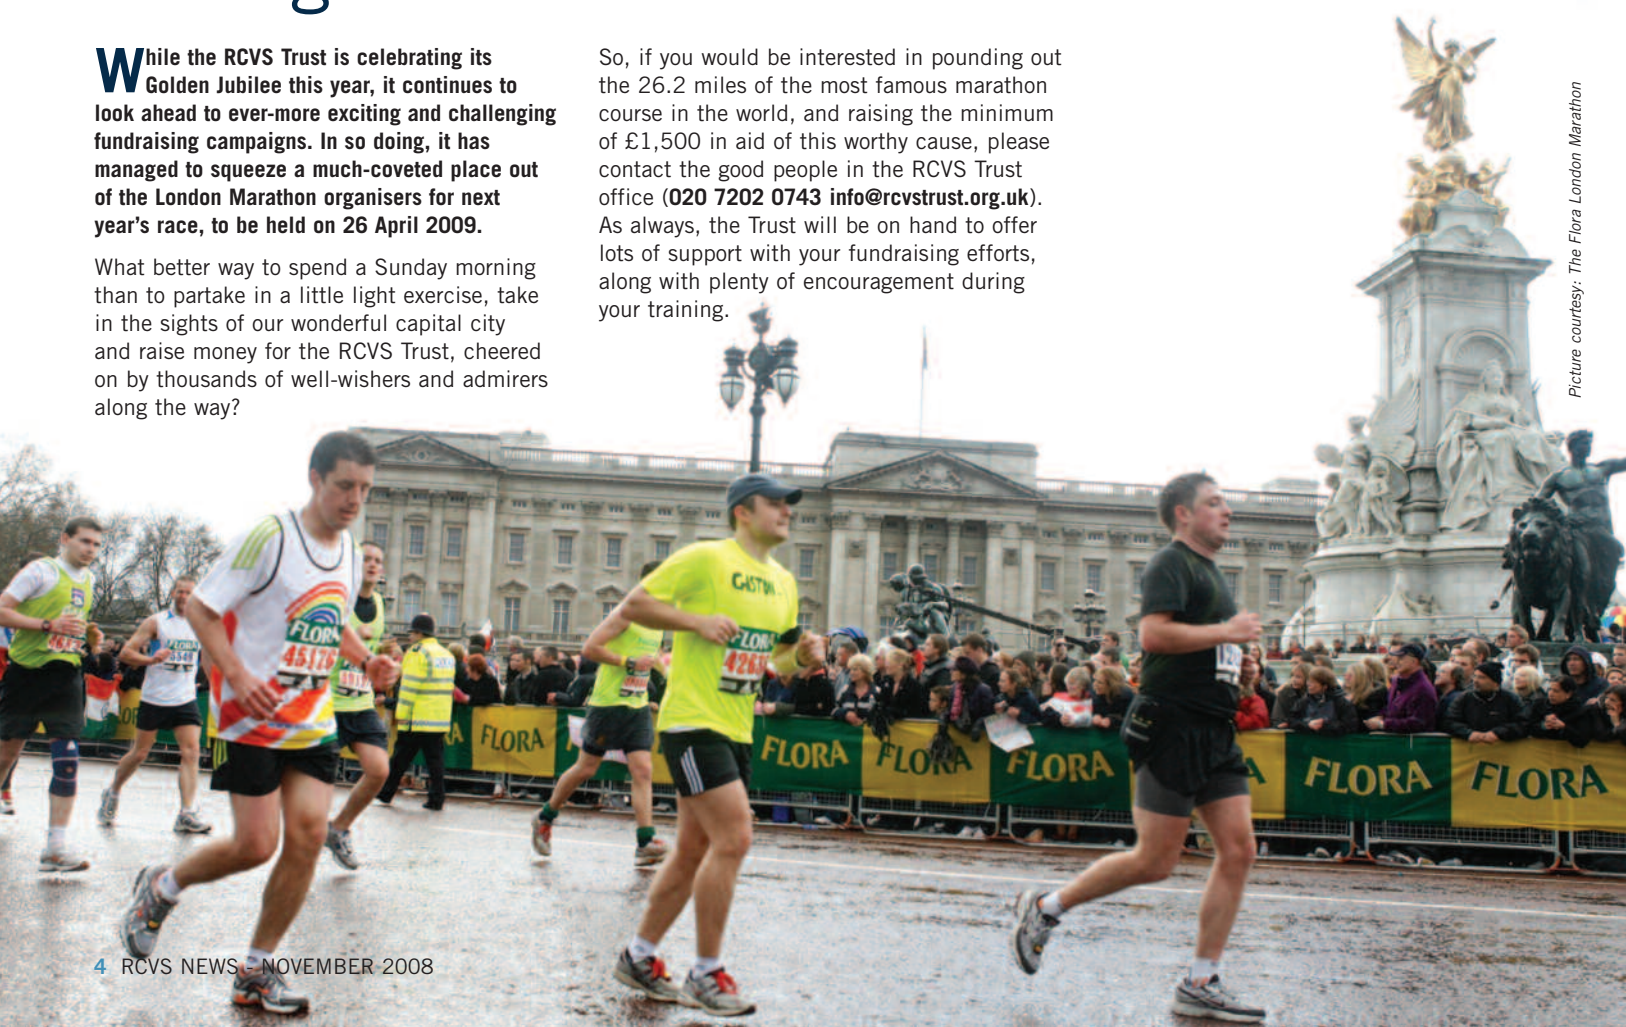 While the RCVS Trust is celebrating its
Golden Jubilee this year, it continues to
look ahead to ever-more exciting and challenging
fundraising campaigns. In so doing, it has
managed to squeeze a much-coveted place out
of the London Marathon organisers for next
year's race, to be held on 26 April 2009.
What better way to spend a Sunday morning
than to partake in a little light exercise, take
in the sights of our wonderful capital city
and raise money for the RCVS Trust, cheered
on by thousands of well-wishers and admirers
along the way?
So, if you would be interested in pounding out
the 26.2 miles of the most famous marathon
course in the world, and raising the minimum
of £1,500 in aid of this worthy cause, please
contact the good people in the RCVS Trust
office (020 7202 0743 info@rcvstrust.org.uk).
As always, the Trust will be on hand to offer
lots of support with your fundraising efforts,
along with plenty of encouragement during
your training.
Picture courtesy: The Flora London Marathon
FLORA
45176
GASTON
FLORA
FLORA
FLORA
FLORA
FLORA
FLORA
FLORA
4 RCVS NEWS - NOVEMBER 2008